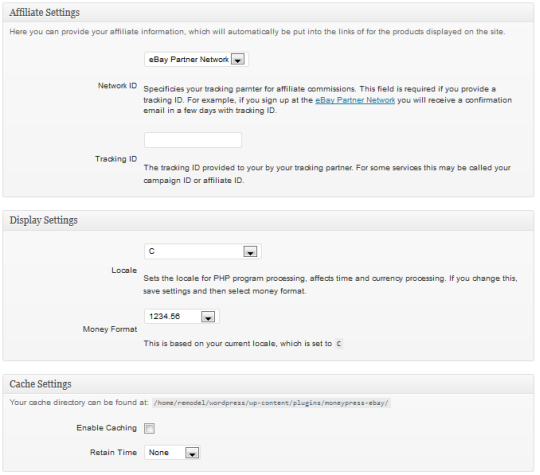 Affiliate Settings
Here you can provide your affiliate information, which will automatically be put into the links of for the products displayed on the site.
eBay Partner Network
Network ID
Specificies your tracking parnter for affiliate commissions. This field is required if you provide a
tracking ID. For example, if you sign up at the eBay Partner Network you will receive a confirmation
email in a few days with tracking ID.
Tracking ID
The tracking ID provided to your by your tracking partner. For some services this may be called your
campaign ID or affiliate ID.
Display Settings
C
Locale
Sets the locale for PHP program processing, affects time and currency processing. If you change this,
save settings and then select money format.
1234.56
Money Format
This is based on your current locale, which is set to C
Cache Settings
Your cache directory can be found at: /home/remodel/wordpress/wp-content/plugins/moneypress-ebay/
Enable Caching
Retain Time None